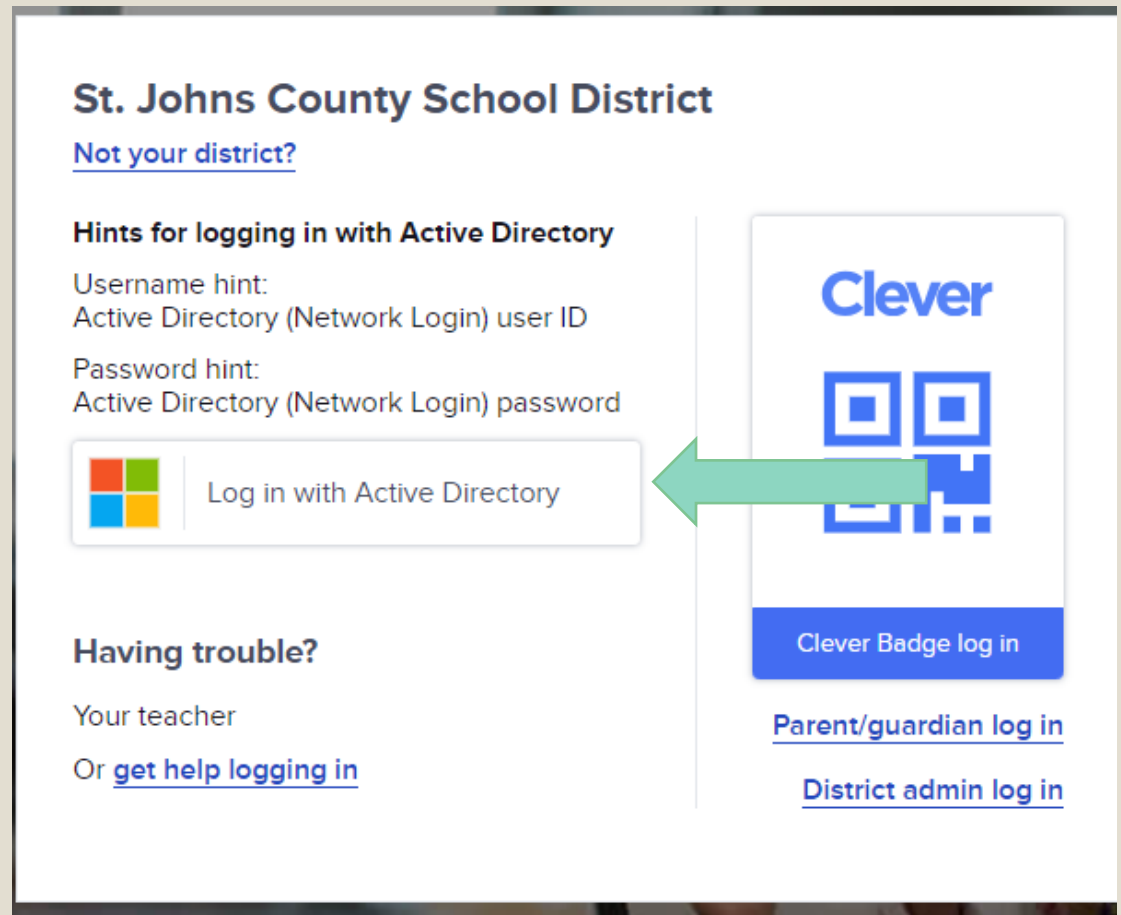 St. Johns County School District
Not your district?
Hints for logging in with Active Directory
Username hint:
Active Directory (Network Login) user ID
Password hint:
Active Directory (Network Login) password
Log in with Active Directory
Having trouble?
Your teacher
Or get help logging in
Clever
Clever Badge log in
Parent/guardian log in
District admin log in